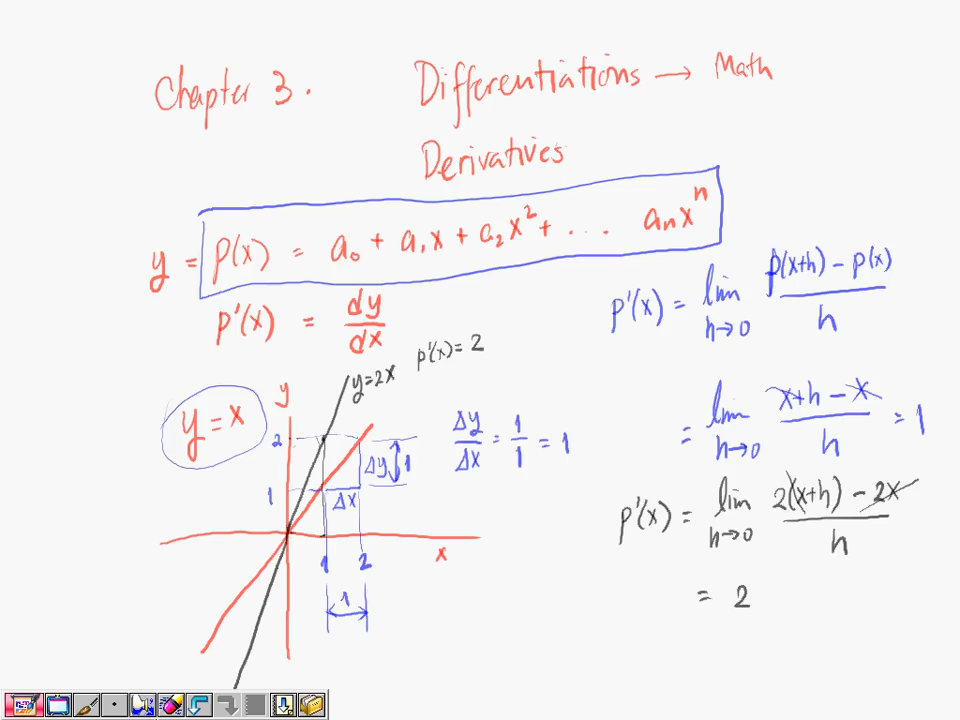 Chapter 3. Differentiations → Math
Derivatives
y = p(x) = a₀ + a₁x + a₂x² + ... aₙxⁿ
p'(x) = dy/dx
p'(x) = lim h→0 (p(x+h) - p(x))/h
= lim h→0 (x+h - x)/h = 1
p'(x) = lim h→0 (2(x+h) - 2x)/h
= 2
y = x
y
y=2x p'(x) = 2
2
1
Δy 1
Δx
Δy/Δx = 1/1 = 1
x
1 2
1